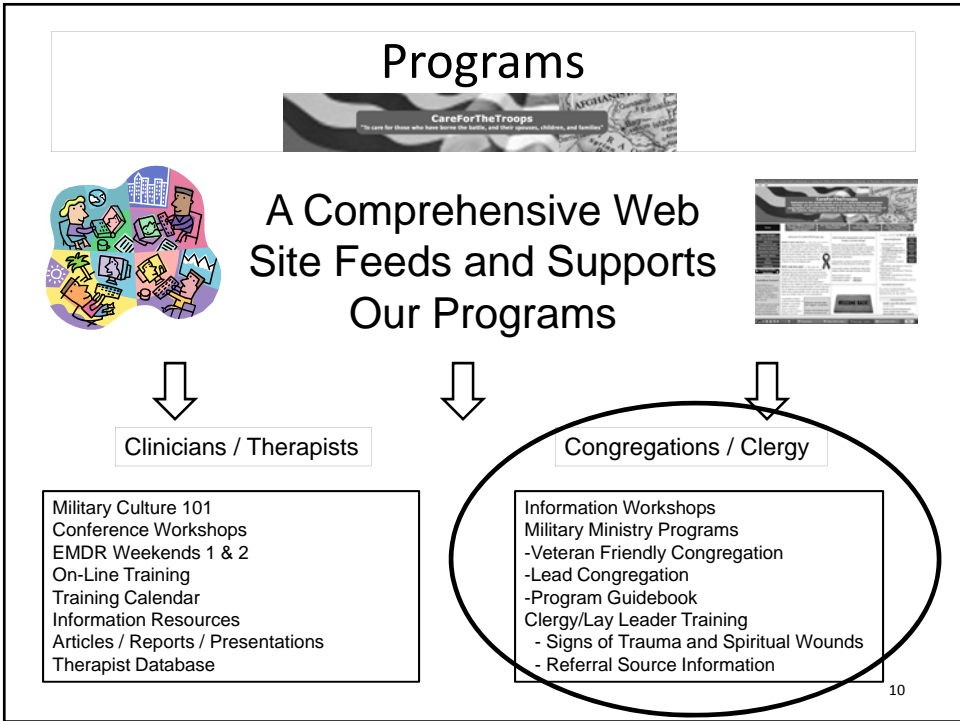 Programs
CareForTheTroops
"To care for those who have borne the battle, and their spouses, children, and families"
AFGHANIS
A Comprehensive Web
Site Feeds and Supports
Our Programs
CareForTheTroops
WELCOME BACK!
Clinicians / Therapists
Military Culture 101
Conference Workshops
EMDR Weekends 1 & 2
On-Line Training
Training Calendar
Information Resources
Articles / Reports / Presentations
Therapist Database
Congregations / Clergy
Information Workshops
Military Ministry Programs
-Veteran Friendly Congregation
-Lead Congregation
-Program Guidebook
Clergy/Lay Leader Training
- Signs of Trauma and Spiritual Wounds
- Referral Source Information
10